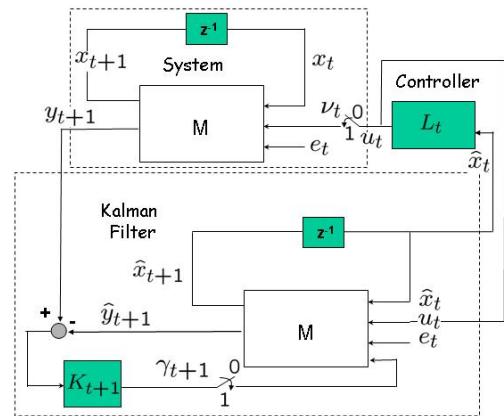 z⁻¹
x_{t+1}
System
x_t
Controller
y_{t+1}
M
ν_t
0
1
u_t
L_t
e_t
x̂_t
Kalman
Filter
z⁻¹
x̂_{t+1}
x̂_t
+
-
ŷ_{t+1}
M
u_t
e_t
K_{t+1}
γ_{t+1}
0
1